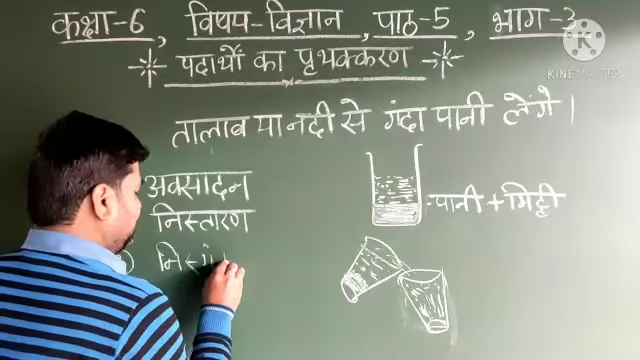 कक्षा-6, विषय-विज्ञान, पाठ-5, भाग-3
पदार्थों का पृथक्करण
तालाब या नदी से गंदा पानी लेंगे।
अवसादन
निस्तारण
पानी + मिट्टी
K
KINEMASTER